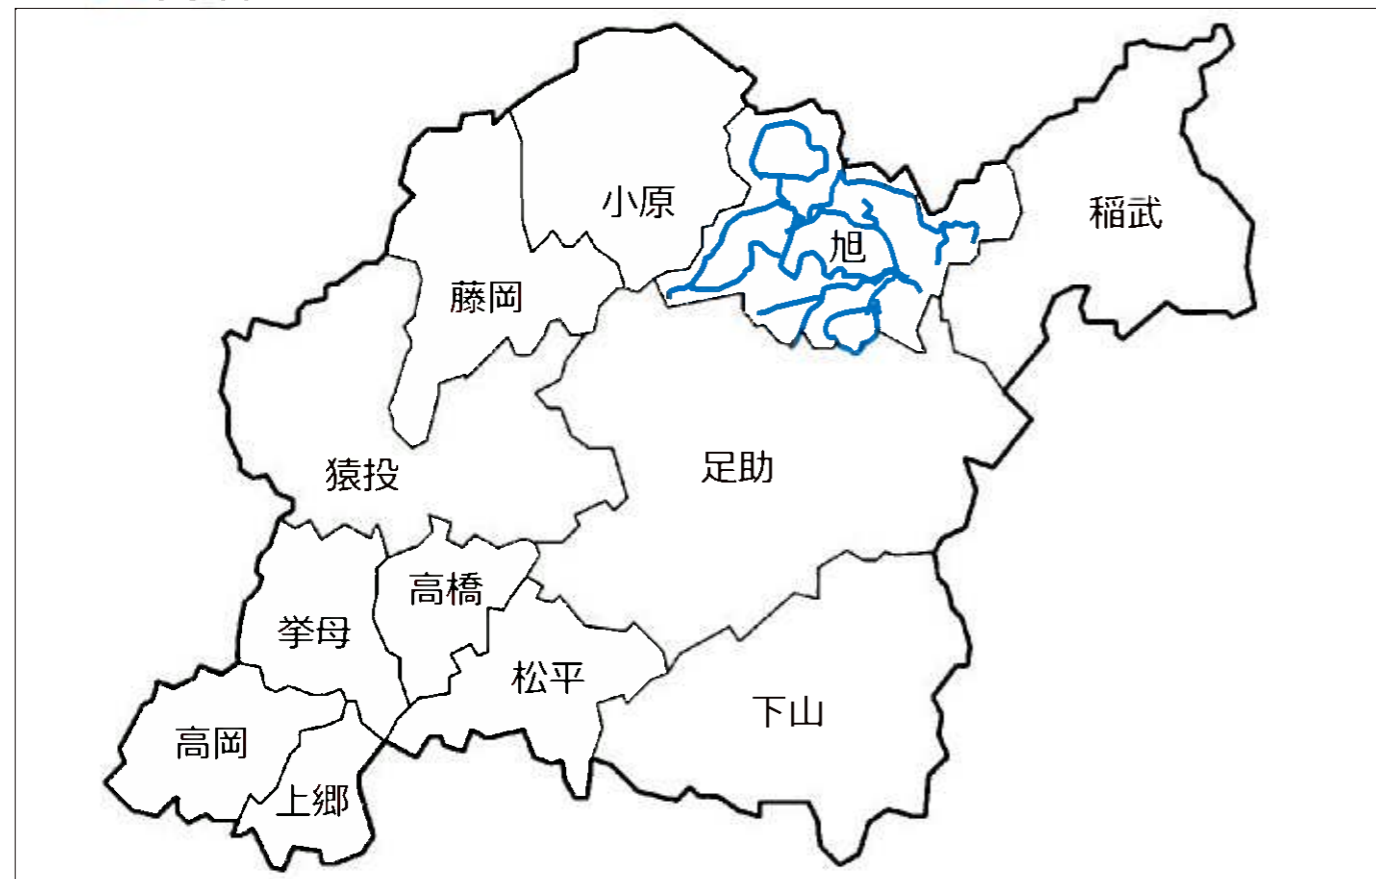 小原
稲武
旭
藤岡
猿投
足助
高橋
挙母
松平
下山
高岡
上郷